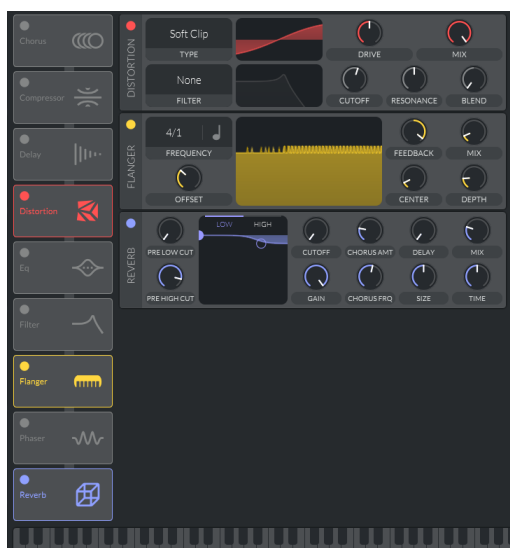 Chorus
Compressor
Delay
Distortion
Eq
Filter
Flanger
Phaser
Reverb
DISTORTION
Soft Clip
TYPE
DRIVE
MIX
None
FILTER
CUTOFF
RESONANCE
BLEND
FLANGER
4/1
FREQUENCY
FEEDBACK
MIX
OFFSET
CENTER
DEPTH
REVERB
LOW
HIGH
PRE LOW CUT
CUTOFF
CHORUS AMT
DELAY
MIX
PRE HIGH CUT
GAIN
CHORUS FRQ
SIZE
TIME